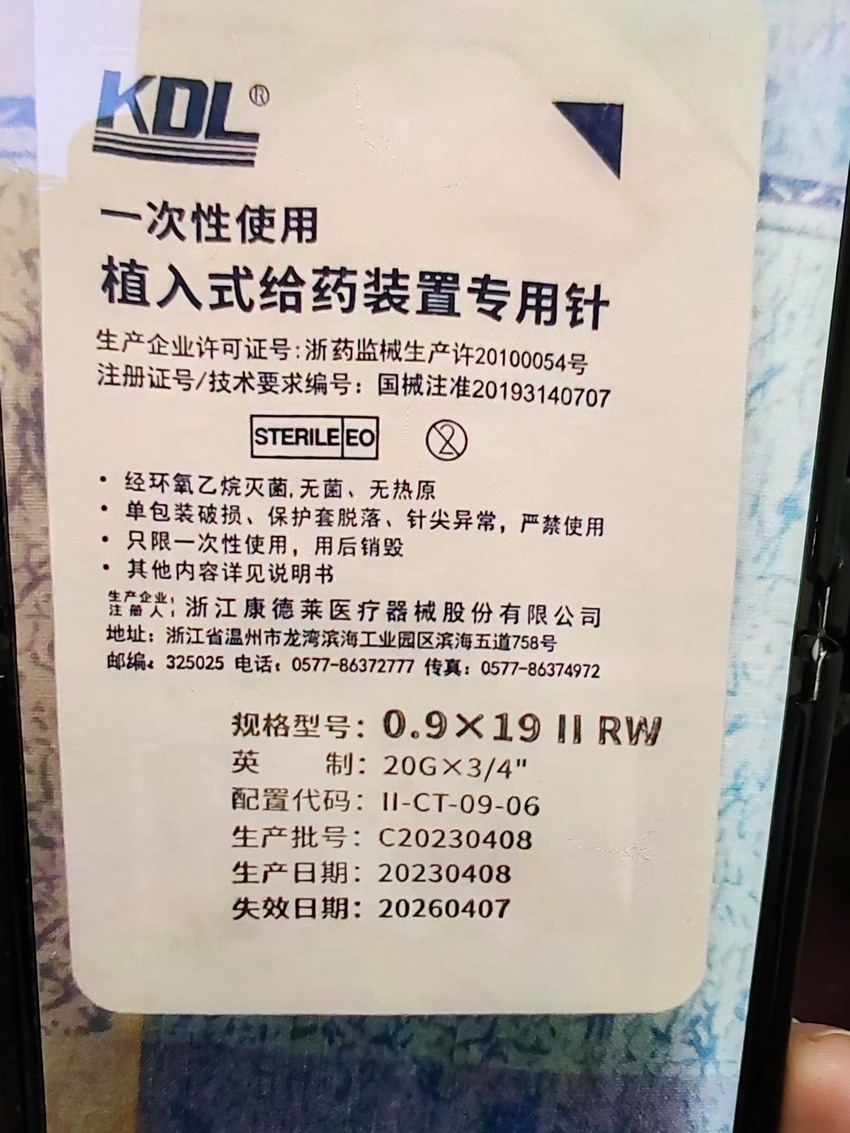 KDL®
一次性使用
植入式给药装置专用针
生产企业许可证号:浙药监械生产许20100054号
注册证号/技术要求编号：国械注准20193140707
STERILE EO 2
• 经环氧乙烷灭菌,无菌、无热原
• 单包装破损、保护套脱落、针尖异常，严禁使用
• 只限一次性使用，用后销毁
• 其他内容详见说明书
生产企业/注册人：浙江康德莱医疗器械股份有限公司
地址：浙江省温州市龙湾滨海工业园区滨海五道758号
邮编：325025 电话：0577-86372777 传真：0577-86374972
规格型号：0.9×19 II RW
英 制：20G×3/4"
配置代码：II-CT-09-06
生产批号：C20230408
生产日期：20230408
失效日期：20260407